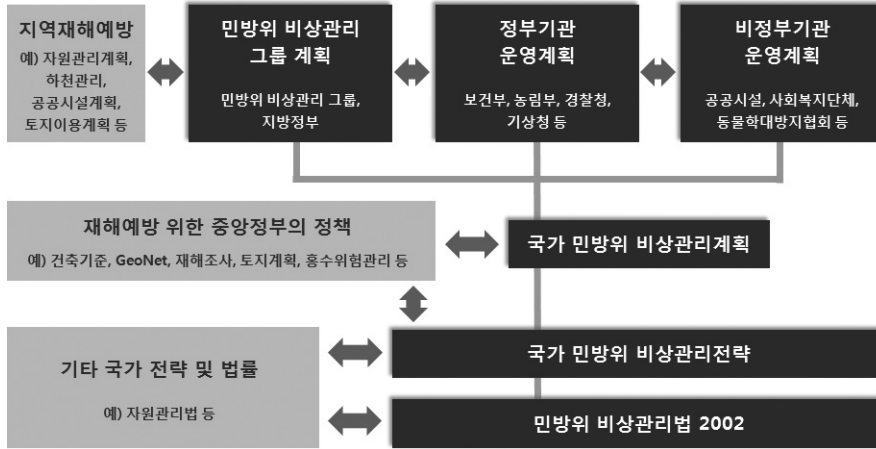 지역재해예방
예) 자원관리계획,
하천관리,
공공시설계획,
토지이용계획 등
민방위 비상관리
그룹 계획
민방위 비상관리 그룹,
지방정부
정부기관
운영계획
보건부, 농림부, 경찰청,
기상청 등
비정부기관
운영계획
공공시설, 사회복지단체,
동물학대방지협회 등
재해예방 위한 중앙정부의 정책
예) 건축기준, GeoNet, 재해조사, 토지계획, 홍수위험관리 등
국가 민방위 비상관리계획
기타 국가 전략 및 법률
예) 자원관리법 등
국가 민방위 비상관리전략
민방위 비상관리법 2002